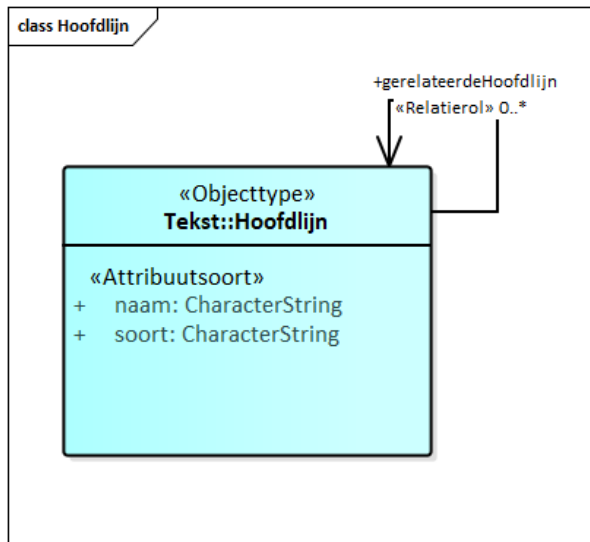 class Hoofdlijn
+gerelateerdeHoofdlijn
«Relatierol» 0..*
«Objecttype»
Tekst::Hoofdlijn
«Attribuutsoort»
+ naam: CharacterString
+ soort: CharacterString